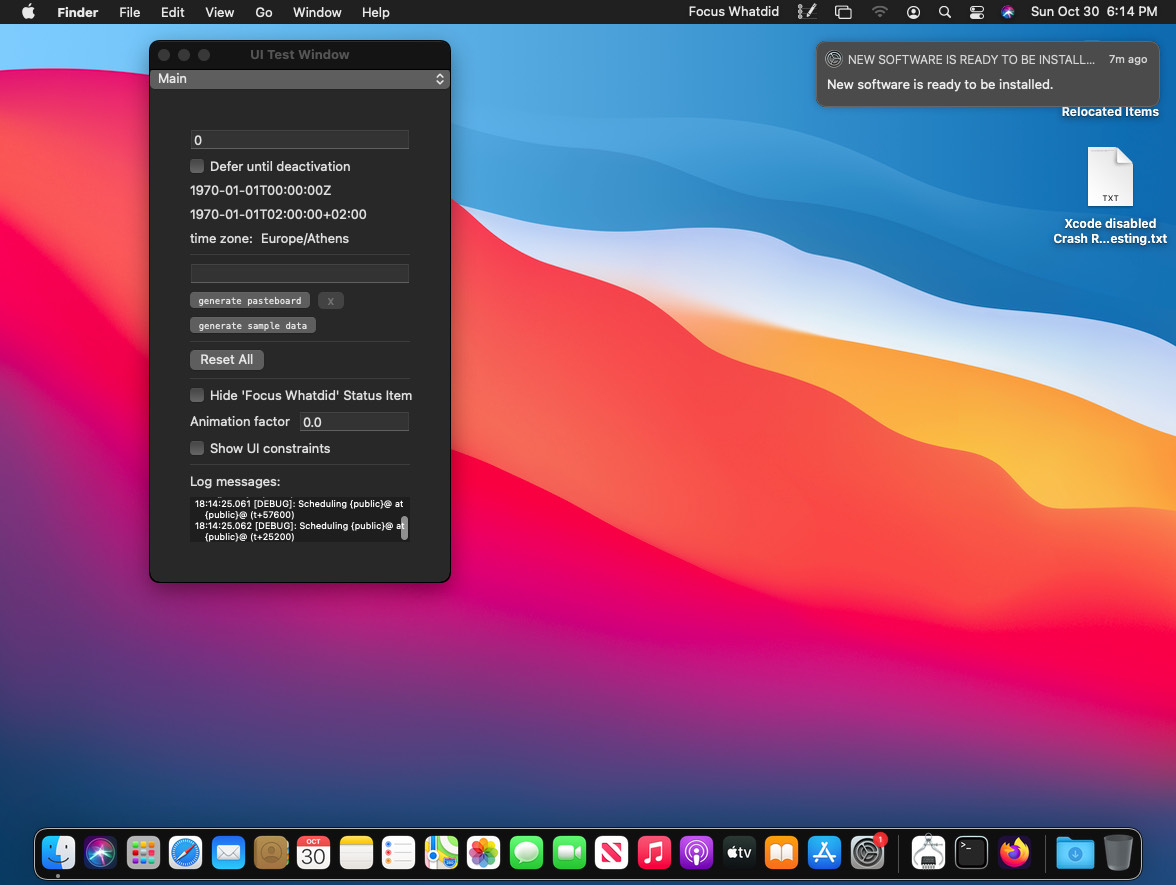 Finder File Edit View Go Window Help Focus Whatdid Sun Oct 30 6:14 PM
UI Test Window
Main
NEW SOFTWARE IS READY TO BE INSTALL... 7m ago
New software is ready to be installed.
Relocated Items
TXT
Xcode disabled
Crash R...esting.txt
0
Defer until deactivation
1970-01-01T00:00:00Z
1970-01-01T02:00:00+02:00
time zone: Europe/Athens
generate pasteboard x
generate sample data
Reset All
Hide 'Focus Whatdid' Status Item
Animation factor 0.0
Show UI constraints
Log messages:
18:14:25.061 [DEBUG]: Scheduling {public}@ at
{public}@ (t+57600)
18:14:25.062 [DEBUG]: Scheduling {public}@ at
{public}@ (t+25200)
OCT
30
tv
1
>_